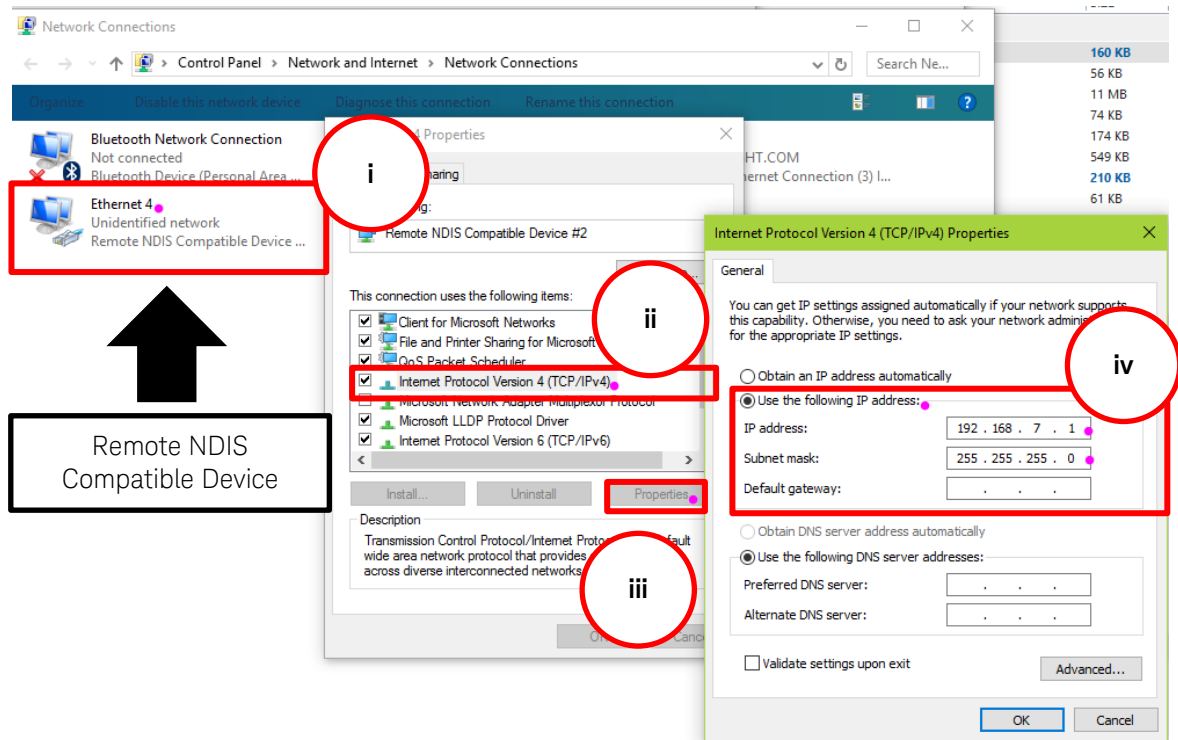 Network Connections
Control Panel > Network and Internet > Network Connections
Search Ne...
Organize Disable this network device Diagnose this connection Rename this connection
Bluetooth Network Connection
Not connected
Bluetooth Device (Personal Area ...
Ethernet 4
Unidentified network
Remote NDIS Compatible Device ...
Remote NDIS
Compatible Device
i
4 Properties
haring
g:
Remote NDIS Compatible Device #2
This connection uses the following items:
Client for Microsoft Networks
File and Printer Sharing for Microsoft
QoS Packet Scheduler
Internet Protocol Version 4 (TCP/IPv4)
Microsoft Network Adapter Multiplexor Protocol
Microsoft LLDP Protocol Driver
Internet Protocol Version 6 (TCP/IPv6)
ii
Install... Uninstall Properties
Description
Transmission Control Protocol/Internet Proto fault
wide area network protocol that provides
across diverse interconnected networks
iii
Canc
HT.COM
ernet Connection (3) I...
160 KB
56 KB
11 MB
74 KB
174 KB
549 KB
210 KB
61 KB
Internet Protocol Version 4 (TCP/IPv4) Properties
General
You can get IP settings assigned automatically if your network supports
this capability. Otherwise, you need to ask your network adminis
for the appropriate IP settings.
iv
Obtain an IP address automatically
Use the following IP address:
IP address: 192 . 168 . 7 . 1
Subnet mask: 255 . 255 . 255 . 0
Default gateway: . . .
Obtain DNS server address automatically
Use the following DNS server addresses:
Preferred DNS server: . . .
Alternate DNS server: . . .
Validate settings upon exit
Advanced...
OK Cancel